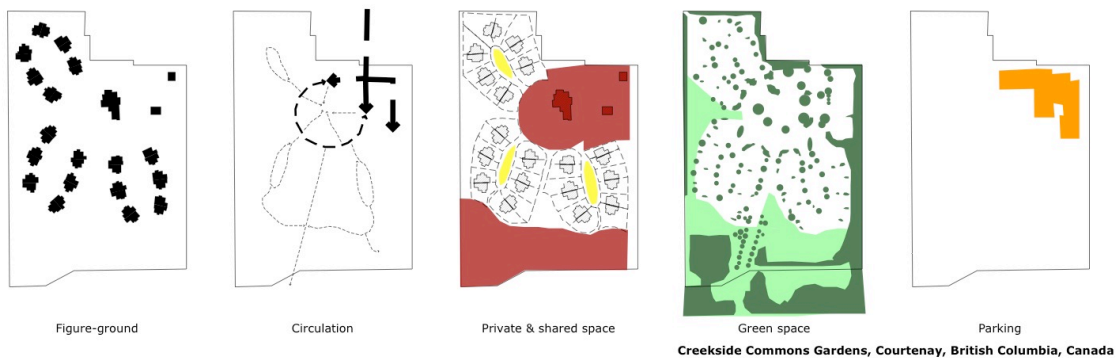 Figure-ground
Circulation
Private & shared space
Green space
Parking
Creekside Commons Gardens, Courtenay, British Columbia, Canada